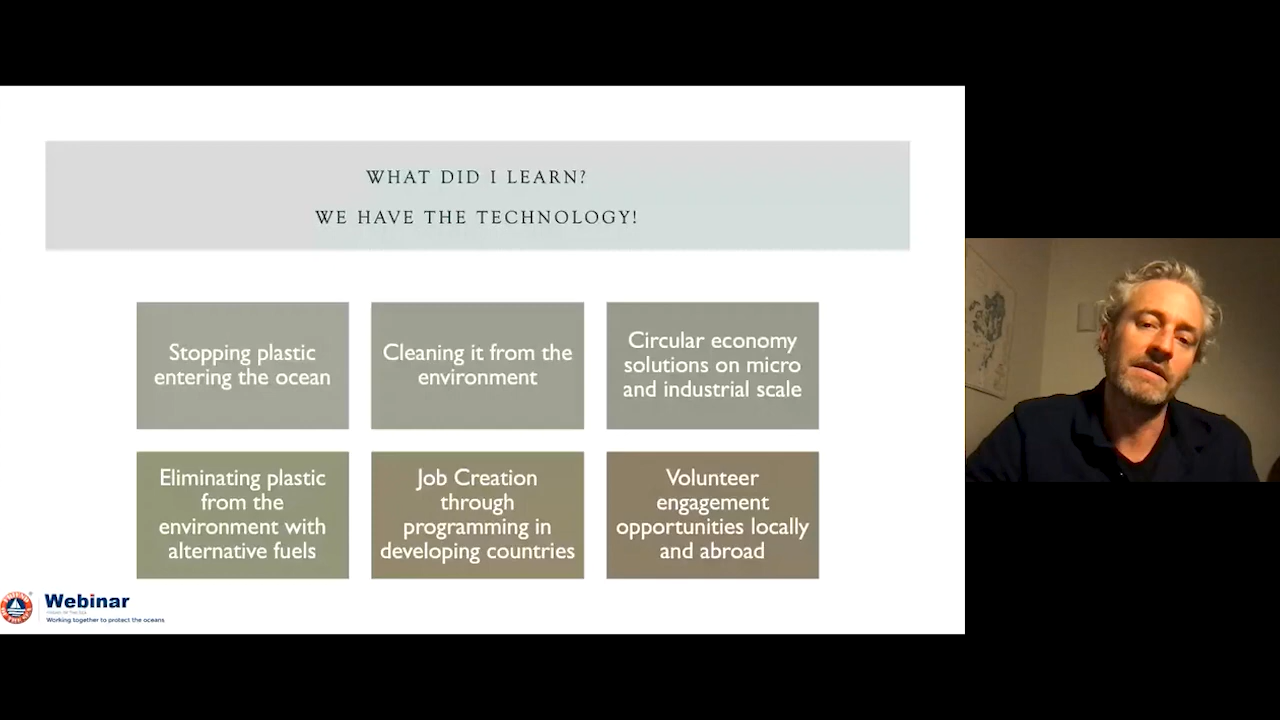 WHAT DID I LEARN?
WE HAVE THE TECHNOLOGY!
Stopping plastic
entering the ocean
Cleaning it from the
environment
Circular economy
solutions on micro
and industrial scale
Eliminating plastic
from the
environment with
alternative fuels
Job Creation
through
programming in
developing countries
Volunteer
engagement
opportunities locally
and abroad
Webinar
Working together to protect the oceans